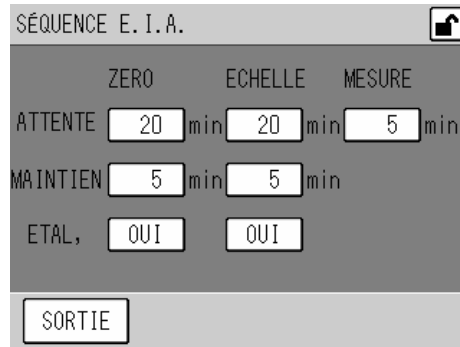 SÉQUENCE E.I.A.
ZERO ECHELLE MESURE
ATTENTE 20 min 20 min 5 min
MAINTIEN 5 min 5 min
ETAL, OUI OUI
SORTIE